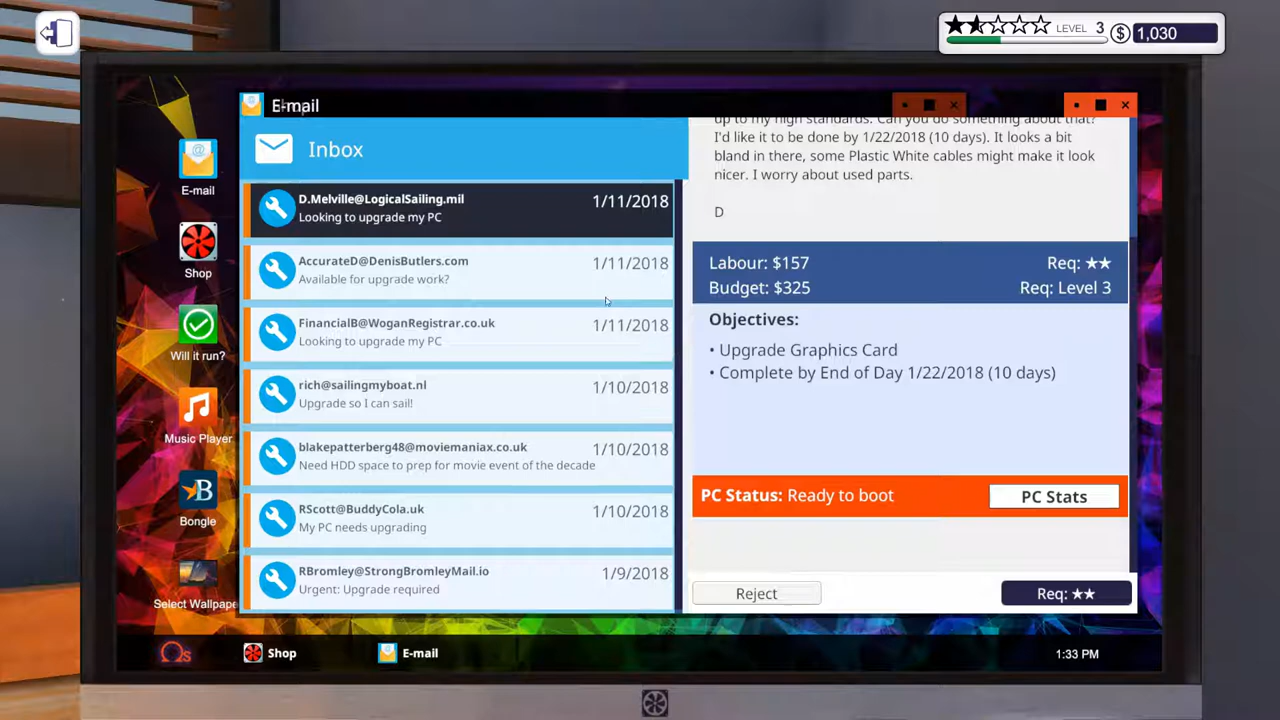 LEVEL 3
$ 1,030
E-mail
Inbox
D.Melville@LogicalSailing.mil 1/11/2018
Looking to upgrade my PC
AccurateD@DenisButlers.com 1/11/2018
Available for upgrade work?
FinancialB@WoganRegistrar.co.uk 1/11/2018
Looking to upgrade my PC
rich@sailingmyboat.nl 1/10/2018
Upgrade so I can sail!
blakepatterberg48@moviemaniax.co.uk 1/10/2018
Need HDD space to prep for movie event of the decade
RScott@BuddyCola.uk 1/10/2018
My PC needs upgrading
RBromley@StrongBromleyMail.io 1/9/2018
Urgent: Upgrade required
up to my high standards. Can you do something about that?
I'd like it to be done by 1/22/2018 (10 days). It looks a bit
bland in there, some Plastic White cables might make it look
nicer. I worry about used parts.
D
Labour: $157 Req: ★★
Budget: $325 Req: Level 3
Objectives:
• Upgrade Graphics Card
• Complete by End of Day 1/22/2018 (10 days)
PC Status: Ready to boot PC Stats
Reject Req: ★★
E-mail
Shop
Will it run?
Music Player
Bongle
Select Wallpape
Ωs Shop E-mail 1:33 PM